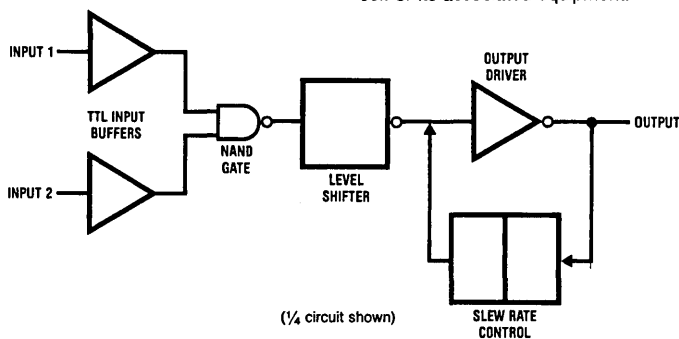 INPUT 1
TTL INPUT
BUFFERS
INPUT 2
NAND
GATE
LEVEL
SHIFTER
OUTPUT
DRIVER
OUTPUT
SLEW RATE
CONTROL
(¼ circuit shown)